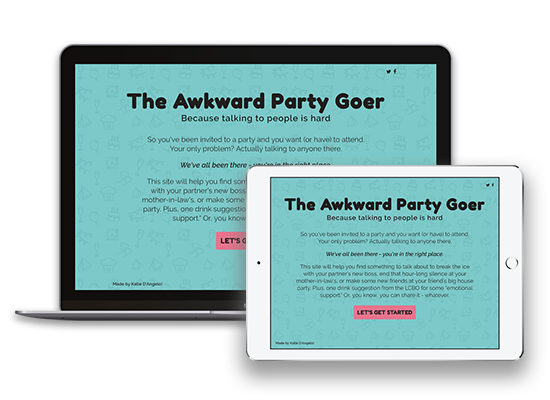 The Awkward Party Goer
Because talking to people is hard
So you've been invited to a party and you want (or have) to attend.
Your only problem? Actually talking to anyone there.
We've all been there - you're in the right place.
This site will help you find som
with your partner's new boss
mother-in-law's, or make some
party. Plus, one drink suggestion
support." Or, you know
LET'S G
Made by Katie D'Angelo
The Awkward Party Goer
Because talking to people is hard
So you've been invited to a party and you want (or have) to attend.
Your only problem? Actually talking to anyone there.
We've all been there - you're in the right place.
This site will help you find something to talk about to break the ice
with your partner's new boss, end that hour-long silence at your
mother-in-law's, or make some new friends at your friend's big house
party. Plus, one drink suggestion from the LCBO for some "emotional
support." Or, you know, you can share it - whatever.
LET'S GET STARTED
Made by Katie D'Angelo